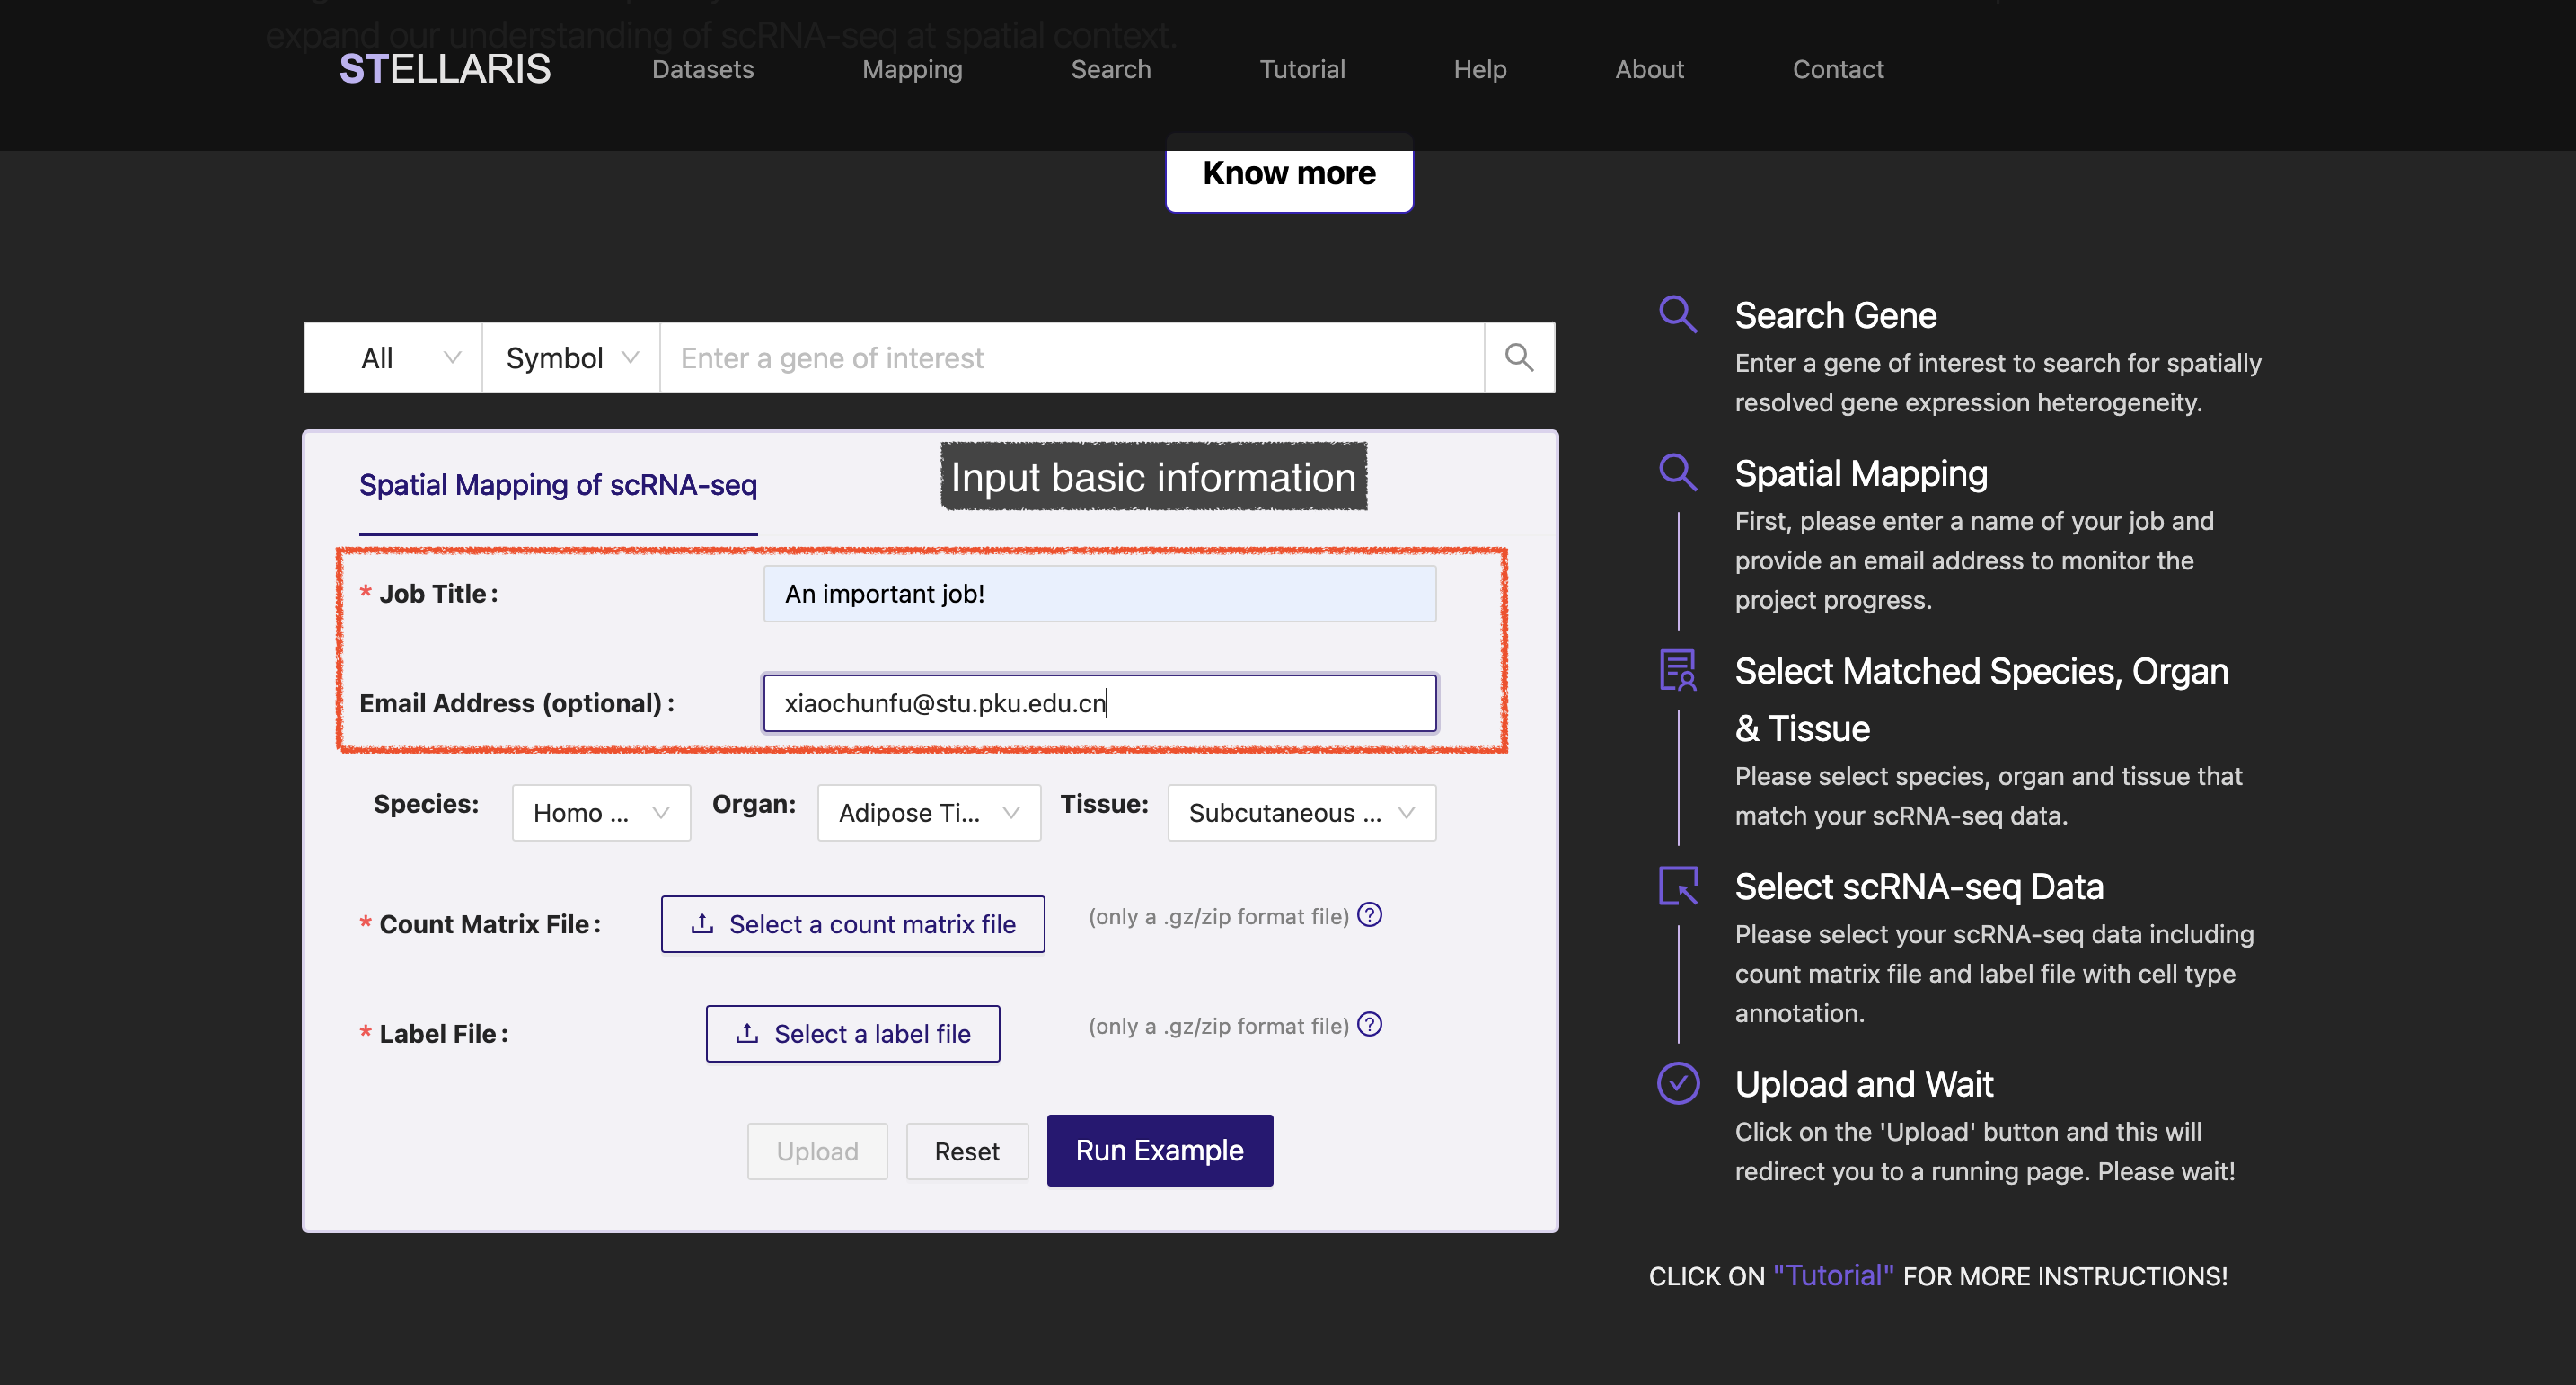 expand our understanding of scRNA-seq at spatial context.
STELLARIS
Datasets
Mapping
Search
Tutorial
Help
About
Contact
Know more
All
Symbol
Enter a gene of interest
Spatial Mapping of scRNA-seq
Input basic information
* Job Title :
An important job!
Email Address (optional) :
xiaochunfu@stu.pku.edu.cn
Species:
Homo ...
Organ:
Adipose Ti...
Tissue:
Subcutaneous ...
* Count Matrix File :
Select a count matrix file
(only a .gz/zip format file)
* Label File :
Select a label file
(only a .gz/zip format file)
Upload
Reset
Run Example
Search Gene
Enter a gene of interest to search for spatially
resolved gene expression heterogeneity.
Spatial Mapping
First, please enter a name of your job and
provide an email address to monitor the
project progress.
Select Matched Species, Organ
& Tissue
Please select species, organ and tissue that
match your scRNA-seq data.
Select scRNA-seq Data
Please select your scRNA-seq data including
count matrix file and label file with cell type
annotation.
Upload and Wait
Click on the 'Upload' button and this will
redirect you to a running page. Please wait!
CLICK ON "Tutorial" FOR MORE INSTRUCTIONS!